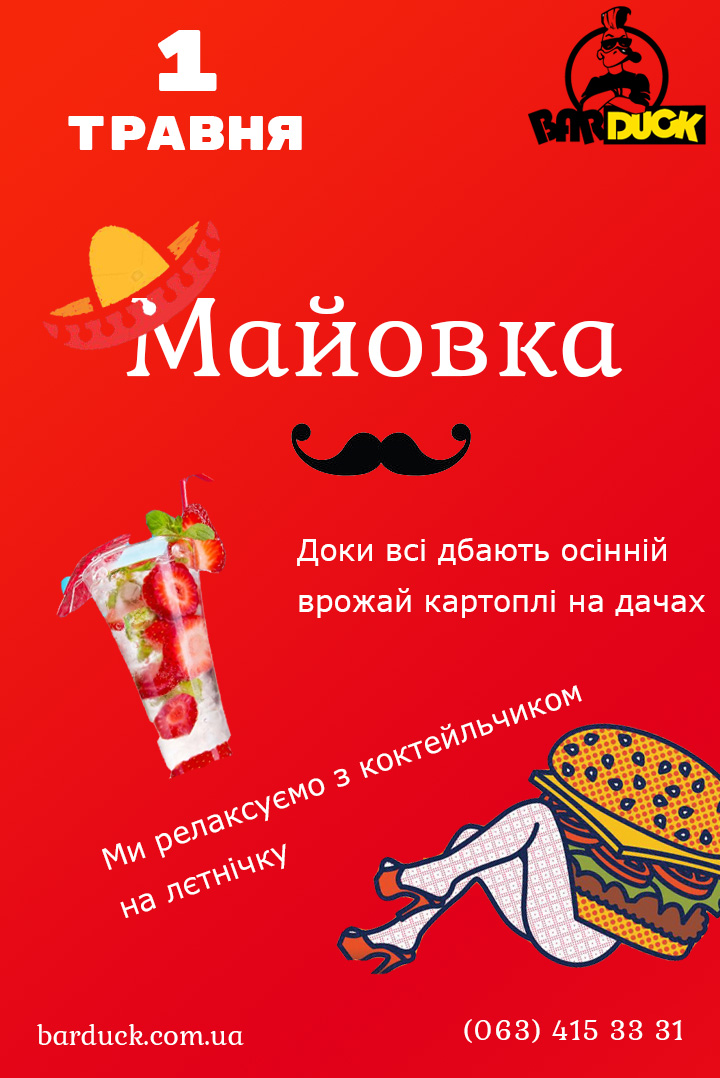 1
ТРАВНЯ
BARDUCK
Майовка
Доки всі дбають осінній
врожай картоплі на дачах
Ми релаксуємо з коктейльчиком
на лєтнічку
barduck.com.ua
(063) 415 33 31